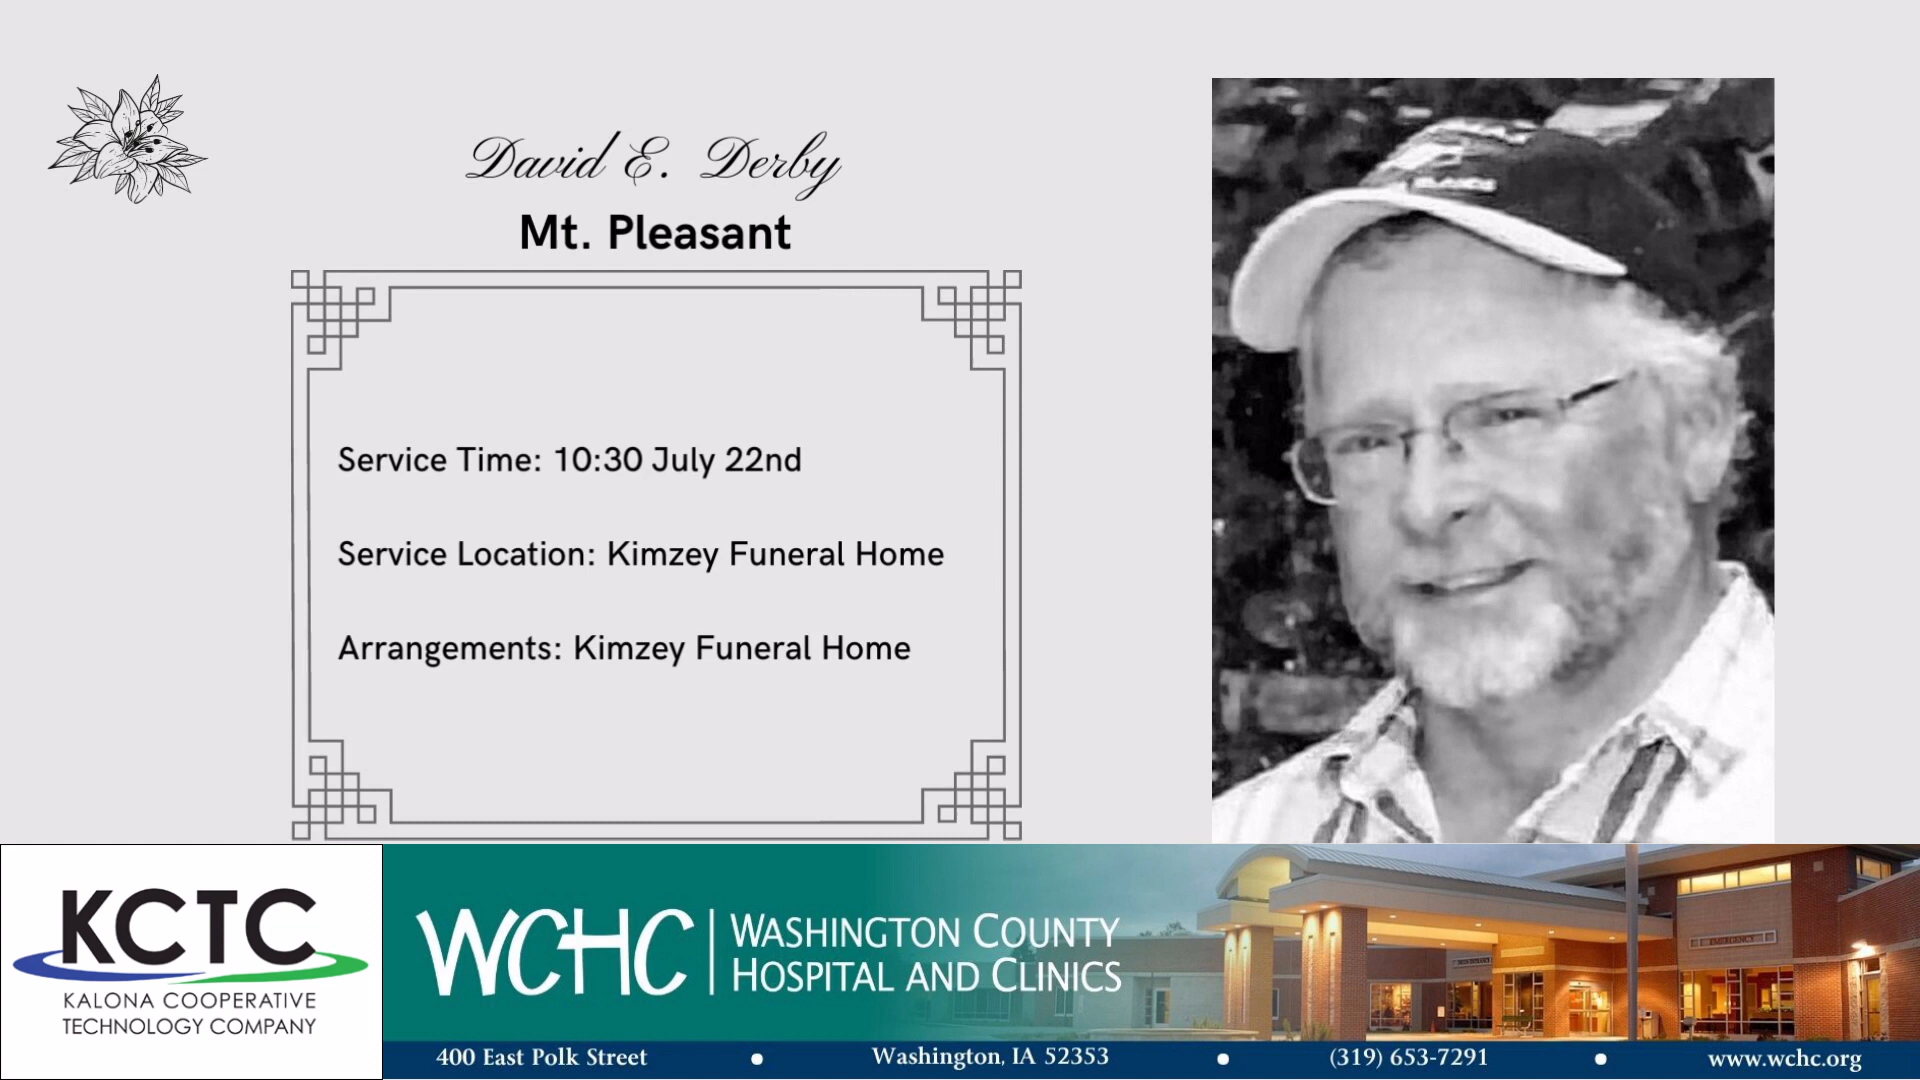 David E. Derby
Mt. Pleasant
Service Time: 10:30 July 22nd
Service Location: Kimzey Funeral Home
Arrangements: Kimzey Funeral Home
KCTC
KALONA COOPERATIVE
TECHNOLOGY COMPANY
WCHC
WASHINGTON COUNTY
HOSPITAL AND CLINICS
EMERGENCY
400 East Polk Street • Washington, IA 52353 • (319) 653-7291 • www.wchc.org